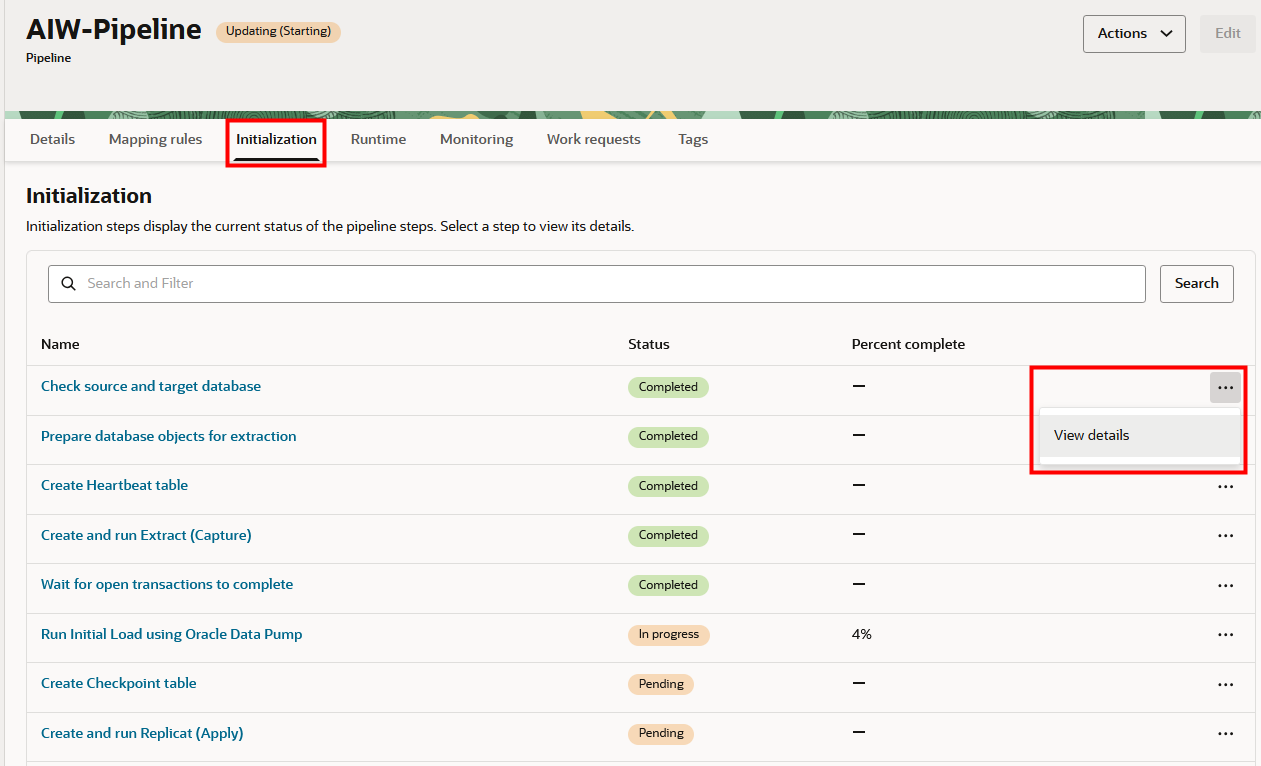 AIW-Pipeline Updating (Starting) Actions Edit
Pipeline
Details Mapping rules Initialization Runtime Monitoring Work requests Tags
Initialization
Initialization steps display the current status of the pipeline steps. Select a step to view its details.
Search and Filter Search
Name Status Percent complete
Check source and target database Completed — ...
Prepare database objects for extraction Completed — View details
Create Heartbeat table Completed — ...
Create and run Extract (Capture) Completed — ...
Wait for open transactions to complete Completed — ...
Run Initial Load using Oracle Data Pump In progress 4% ...
Create Checkpoint table Pending — ...
Create and run Replicat (Apply) Pending — ...